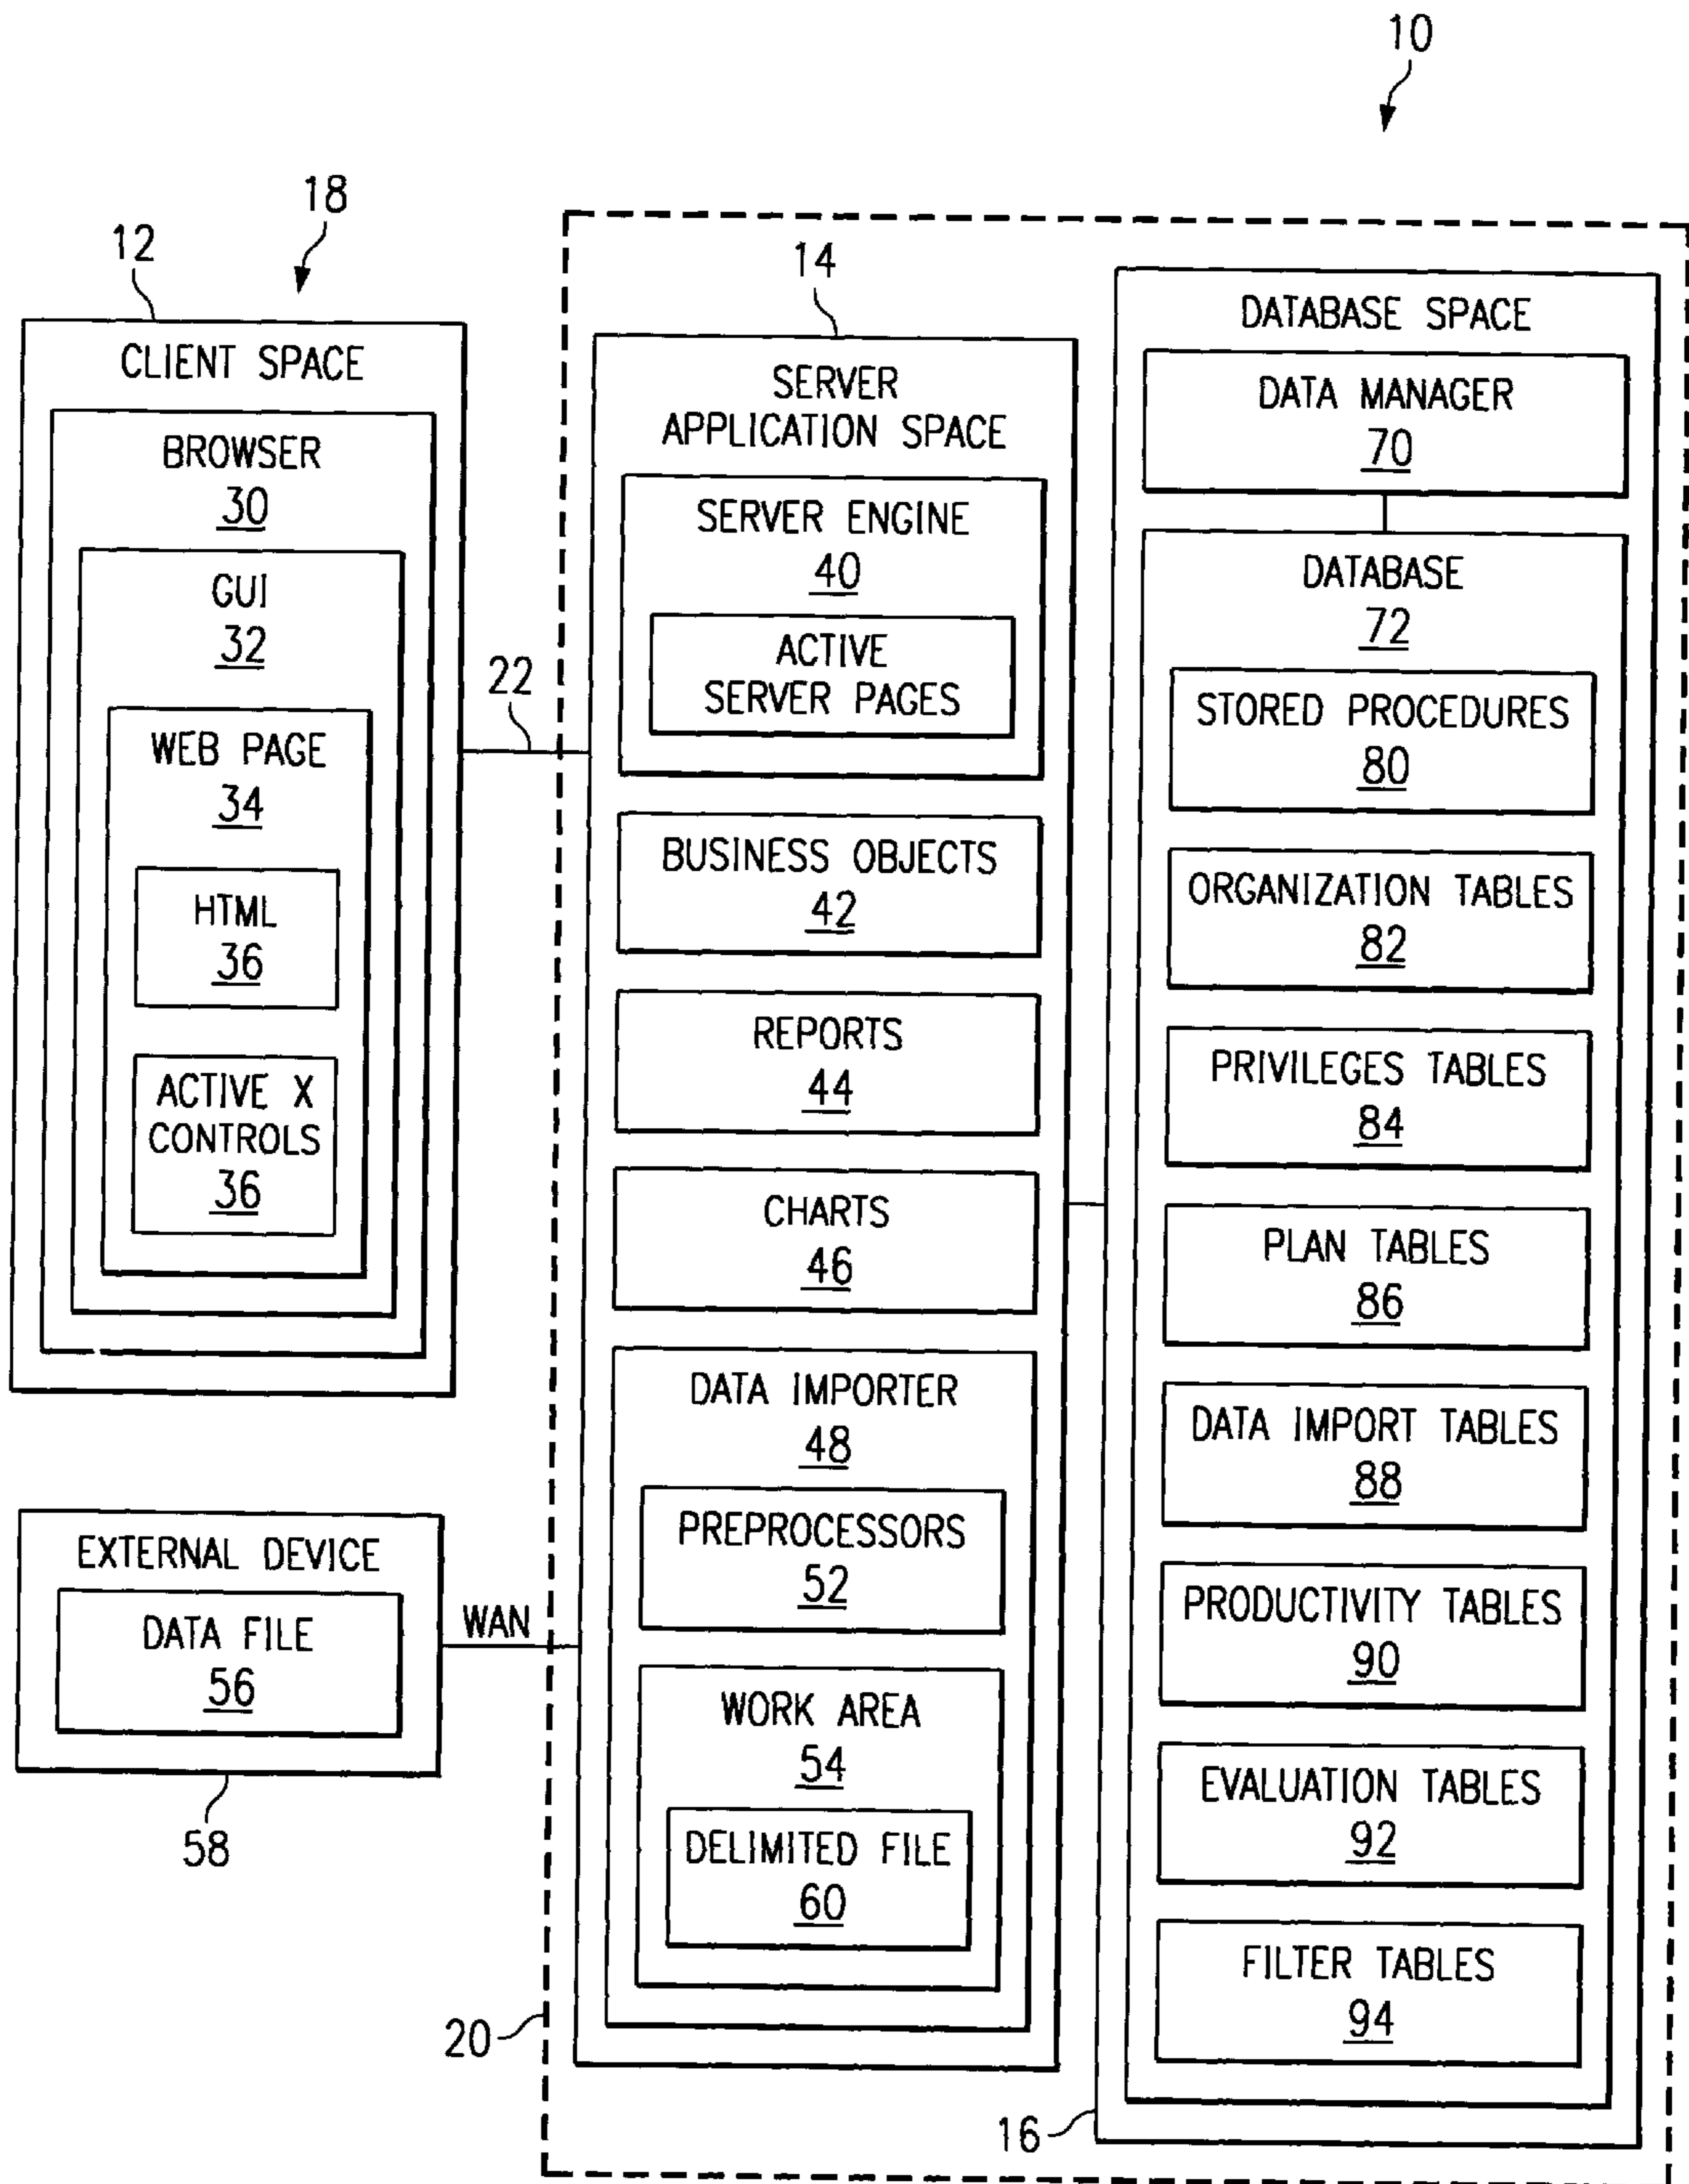 10
18
12
CLIENT SPACE
BROWSER
30
GUI
32
WEB PAGE
34
HTML
36
ACTIVE X
CONTROLS
36
22
EXTERNAL DEVICE
DATA FILE
56
58
WAN
20
14
SERVER
APPLICATION SPACE
SERVER ENGINE
40
ACTIVE
SERVER PAGES
BUSINESS OBJECTS
42
REPORTS
44
CHARTS
46
DATA IMPORTER
48
PREPROCESSORS
52
WORK AREA
54
DELIMITED FILE
60
DATABASE SPACE
DATA MANAGER
70
DATABASE
72
STORED PROCEDURES
80
ORGANIZATION TABLES
82
PRIVILEGES TABLES
84
PLAN TABLES
86
DATA IMPORT TABLES
88
PRODUCTIVITY TABLES
90
EVALUATION TABLES
92
FILTER TABLES
94
16